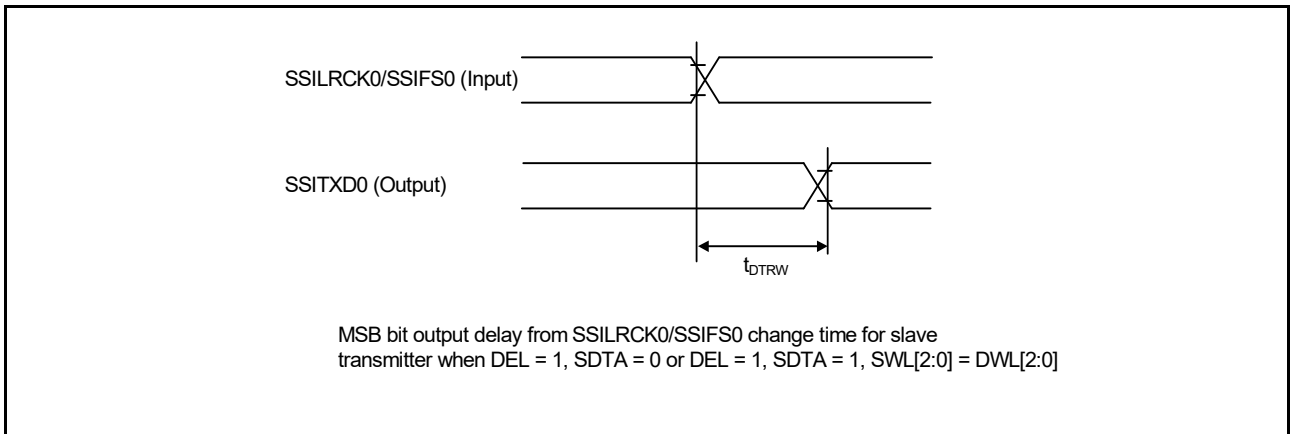 SSILRCK0/SSIFS0 (Input)
SSITXD0 (Output)
tDTRW
MSB bit output delay from SSILRCK0/SSIFS0 change time for slave
transmitter when DEL = 1, SDTA = 0 or DEL = 1, SDTA = 1, SWL[2:0] = DWL[2:0]